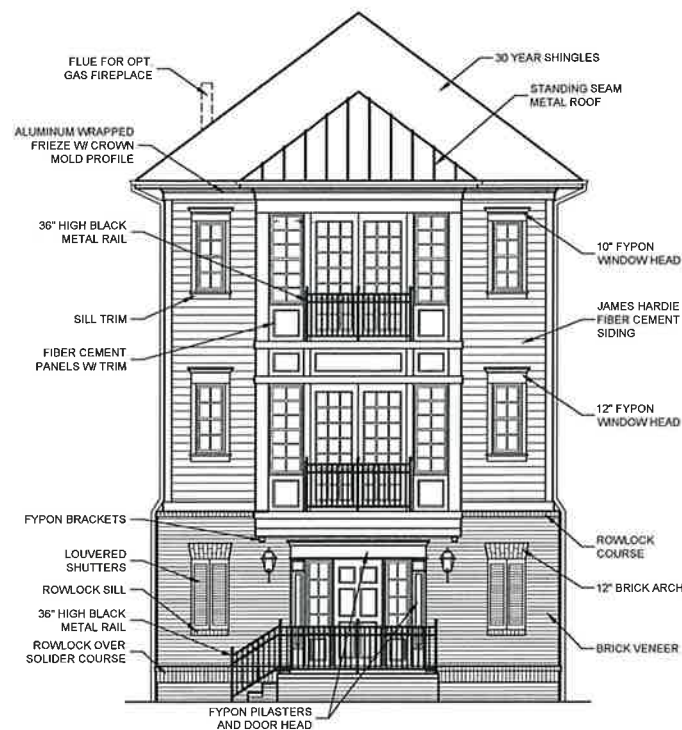 FLUE FOR OPT.
GAS FIREPLACE
30 YEAR SHINGLES
STANDING SEAM
METAL ROOF
ALUMINUM WRAPPED
FRIEZE W/ CROWN
MOLD PROFILE
36" HIGH BLACK
METAL RAIL
10" FYPON
WINDOW HEAD
SILL TRIM
JAMES HARDIE
FIBER CEMENT
SIDING
FIBER CEMENT
PANELS W/ TRIM
12" FYPON
WINDOW HEAD
FYPON BRACKETS
ROWLOCK
COURSE
LOUVERED
SHUTTERS
ROWLOCK SILL
12" BRICK ARCH
36" HIGH BLACK
METAL RAIL
ROWLOCK OVER
SOLIDER COURSE
BRICK VENEER
FYPON PILASTERS
AND DOOR HEAD